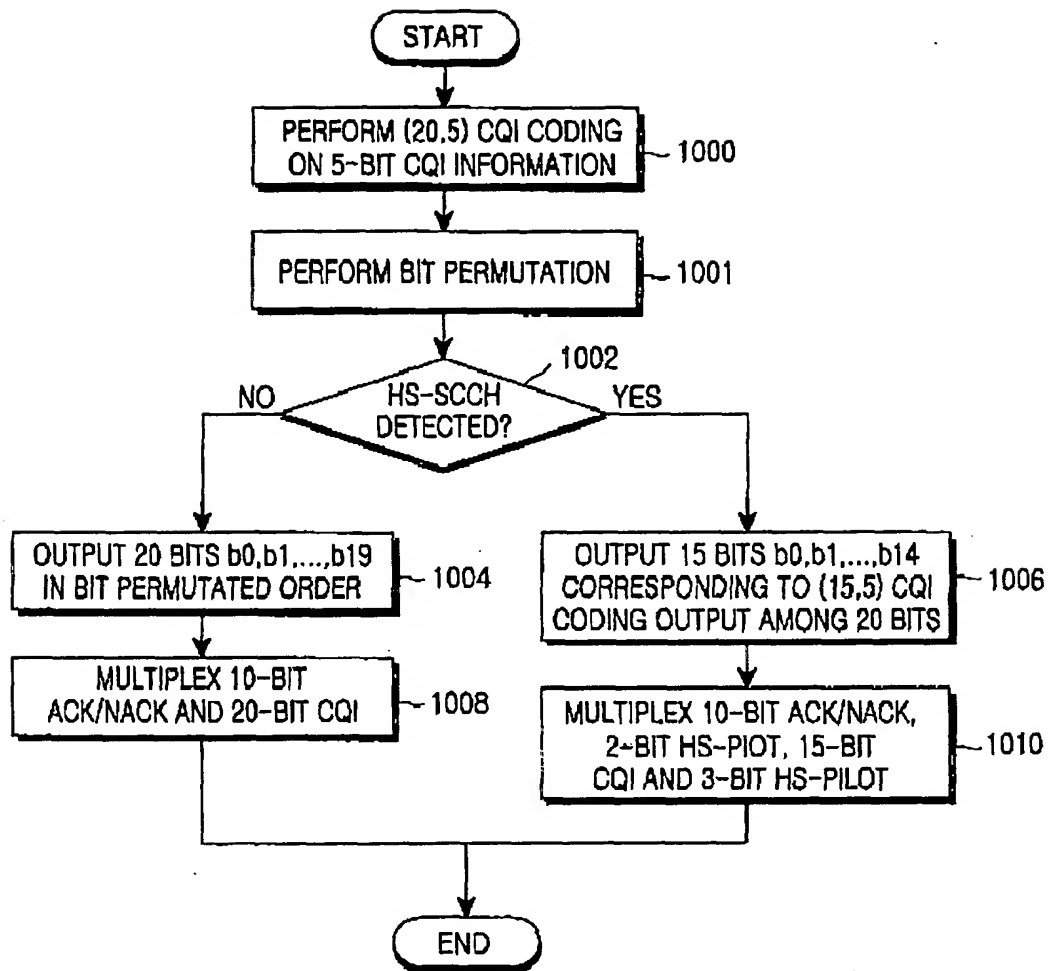 START
PERFORM (20,5) CQI CODING
ON 5-BIT CQI INFORMATION
1000
PERFORM BIT PERMUTATION
1001
1002
HS-SCCH
DETECTED?
NO
YES
OUTPUT 20 BITS b0,b1,...,b19
IN BIT PERMUTATED ORDER
1004
OUTPUT 15 BITS b0,b1,...,b14
CORRESPONDING TO (15,5) CQI
CODING OUTPUT AMONG 20 BITS
1006
MULTIPLEX 10-BIT
ACK/NACK AND 20-BIT CQI
1008
MULTIPLEX 10-BIT ACK/NACK,
2-BIT HS-PIOT, 15-BIT
CQI AND 3-BIT HS-PILOT
1010
END